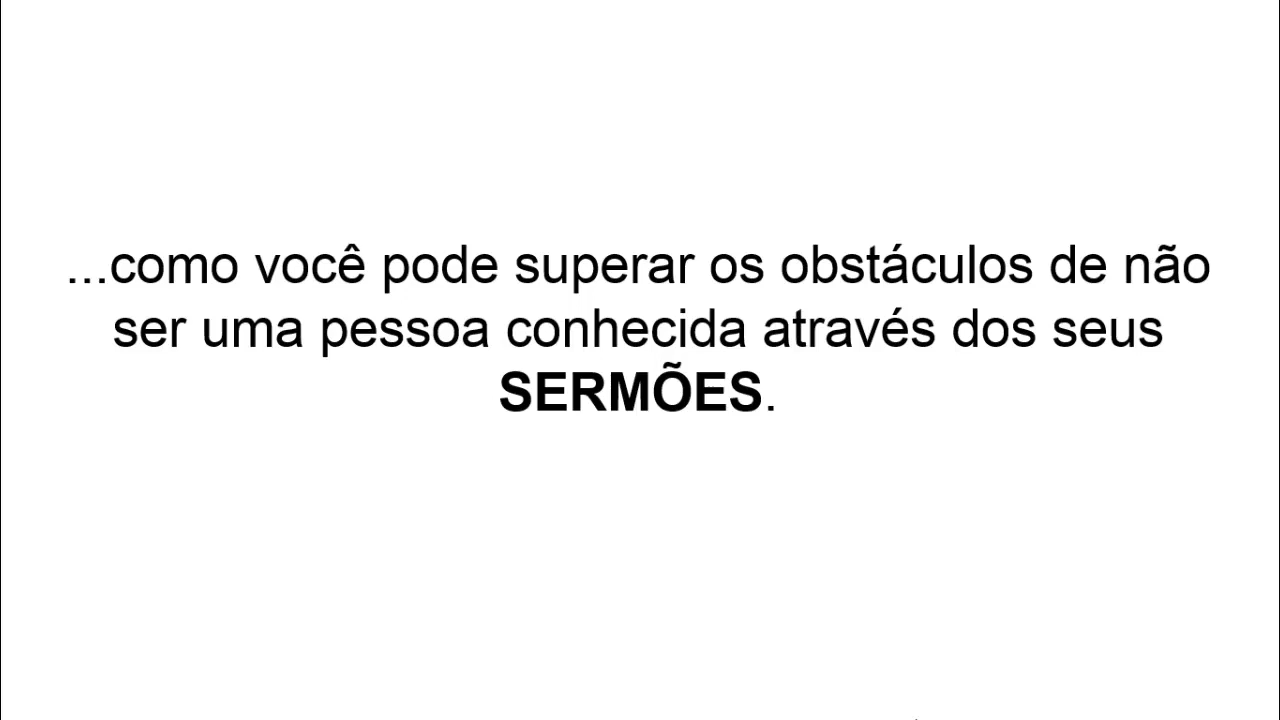 ...como você pode superar os obstáculos de não
ser uma pessoa conhecida através dos seus
SERMÕES.